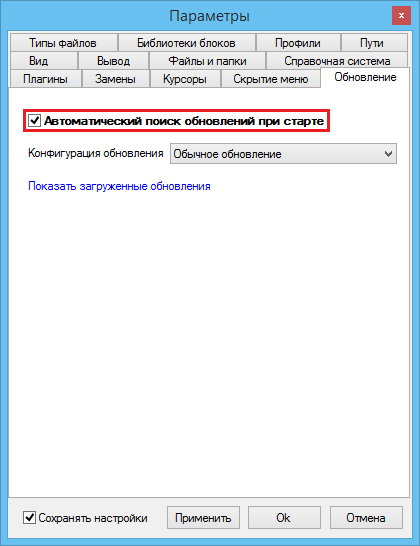 Параметры
Типы файлов Библиотеки блоков Профили Пути
Вид Вывод Файлы и папки Справочная система
Плагины Замены Курсоры Скрытие меню Обновление
Автоматический поиск обновлений при старте
Конфигурация обновления Обычное обновление
Показать загруженные обновления
Сохранять настройки Применить Ok Отмена